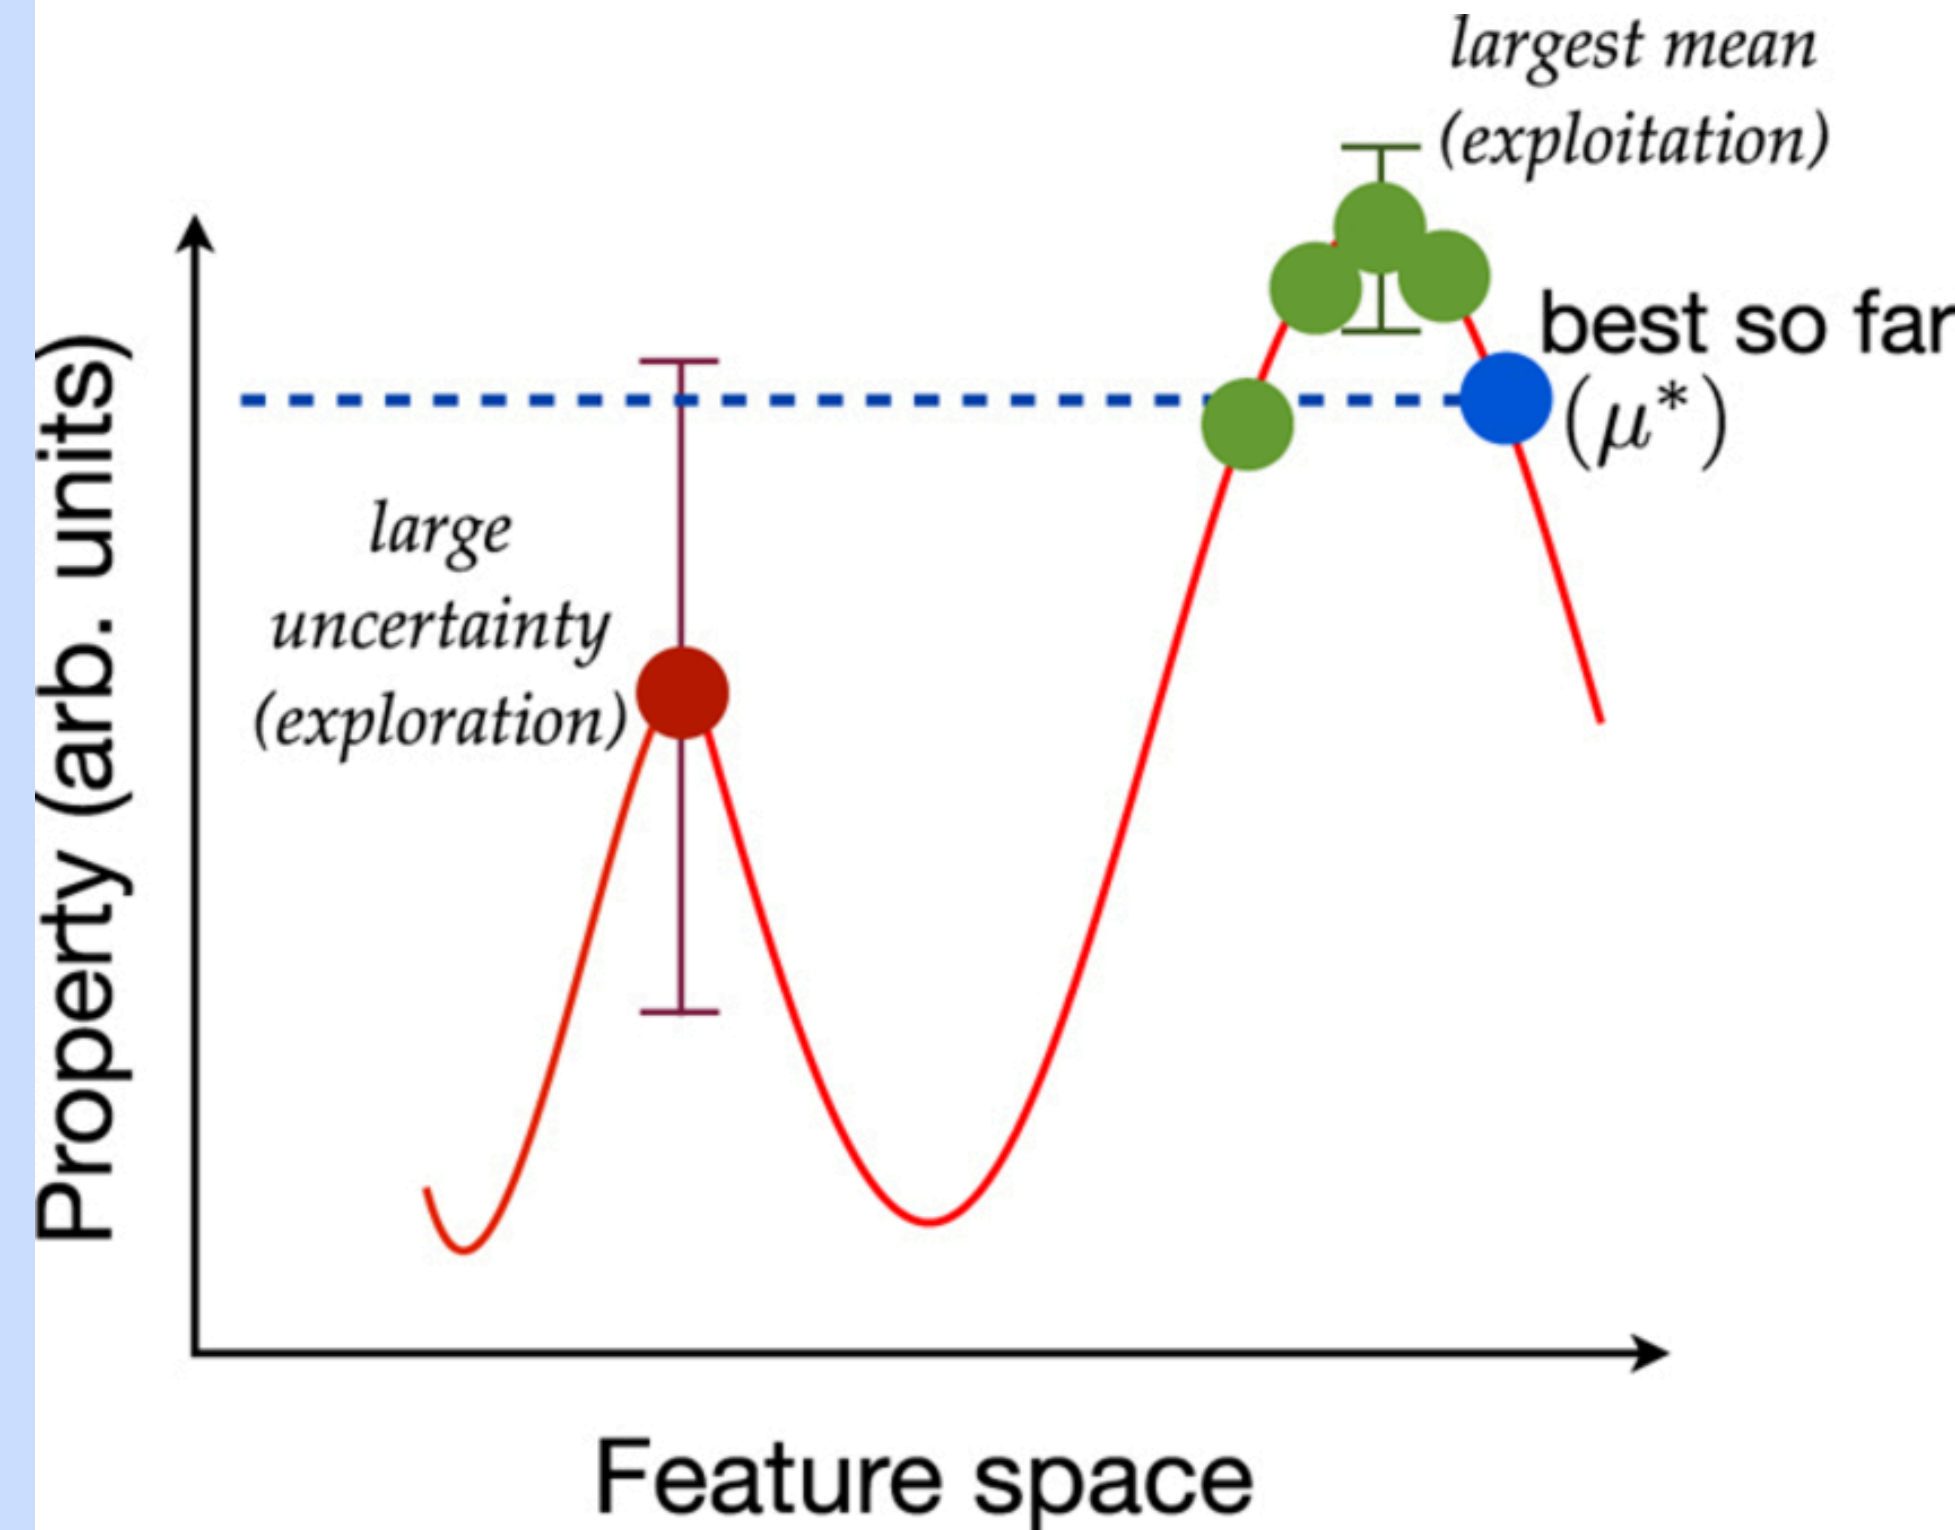 largest mean
(exploitation)
best so far
(μ*)
large
uncertainty
(exploration)
Property (arb. units)
Feature space